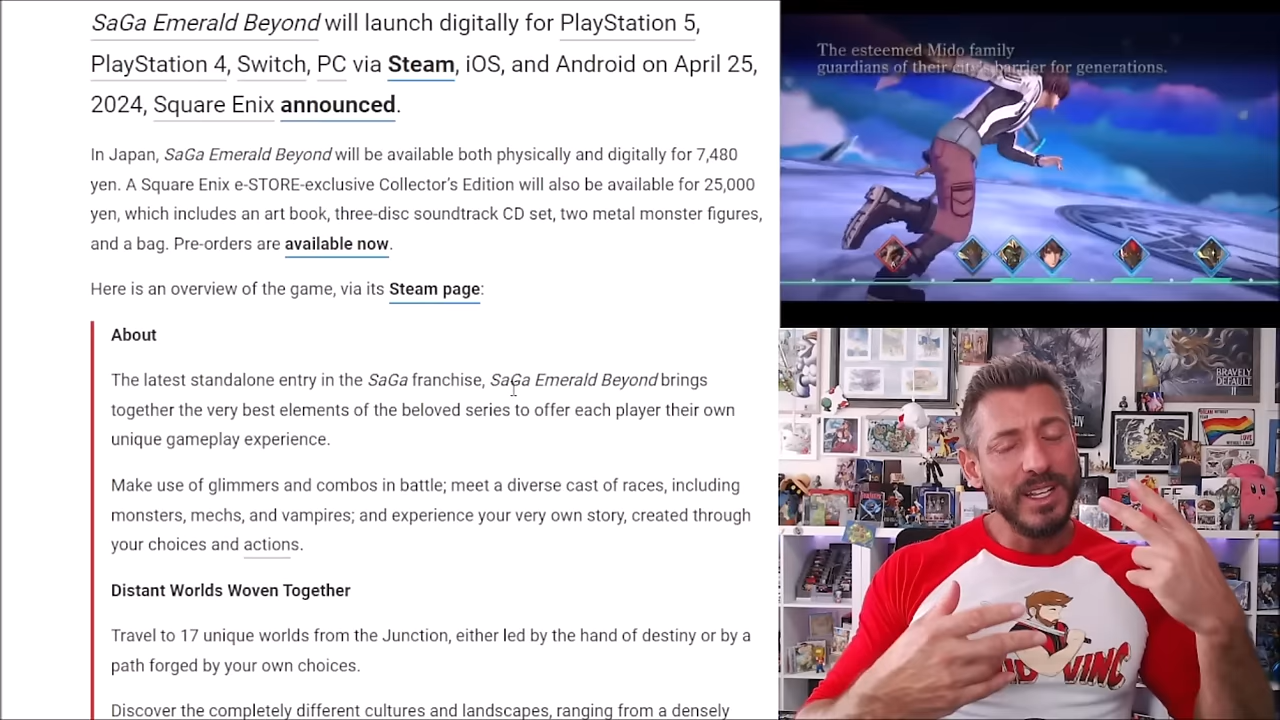 SaGa Emerald Beyond will launch digitally for PlayStation 5,
PlayStation 4, Switch, PC via Steam, iOS, and Android on April 25,
2024, Square Enix announced.
In Japan, SaGa Emerald Beyond will be available both physically and digitally for 7,480
yen. A Square Enix e-STORE-exclusive Collector's Edition will also be available for 25,000
yen, which includes an art book, three-disc soundtrack CD set, two metal monster figures,
and a bag. Pre-orders are available now.
Here is an overview of the game, via its Steam page:
About
The latest standalone entry in the SaGa franchise, SaGa Emerald Beyond brings
together the very best elements of the beloved series to offer each player their own
unique gameplay experience.
Make use of glimmers and combos in battle; meet a diverse cast of races, including
monsters, mechs, and vampires; and experience your very own story, created through
your choices and actions.
Distant Worlds Woven Together
Travel to 17 unique worlds from the Junction, either led by the hand of destiny or by a
path forged by your own choices.
Discover the completely different cultures and landscapes, ranging from a densely
The esteemed Mido family
guardians of their city's barrier for generations.
BRAVELY
DEFAULT
II
LOVE
VINC